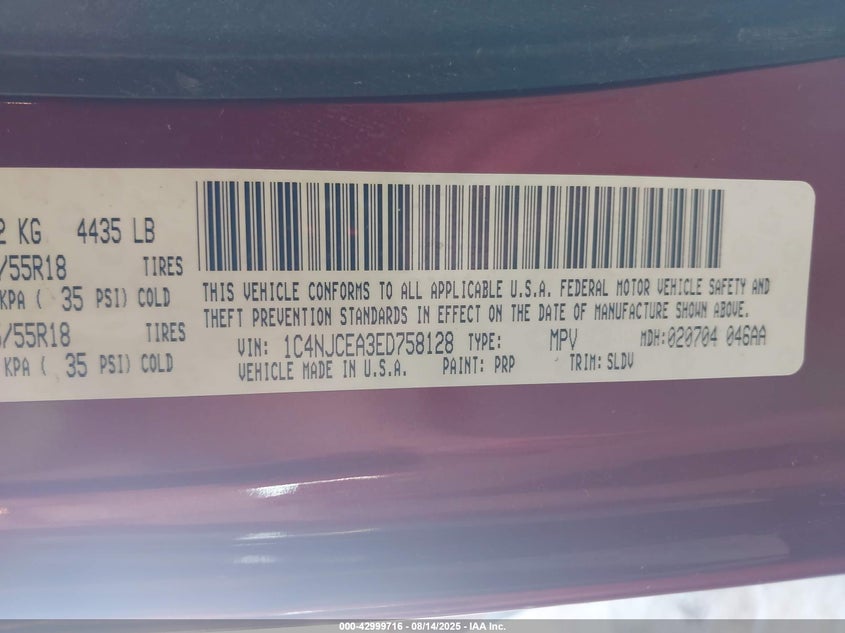 2 KG 4435 LB
/55R18 TIRES
KPA ( 35 PSI) COLD
/55R18 TIRES
KPA ( 35 PSI) COLD
THIS VEHICLE CONFORMS TO ALL APPLICABLE U.S.A. FEDERAL MOTOR VEHICLE SAFETY AND
THEFT PREVENTION STANDARDS IN EFFECT ON THE DATE OF MANUFACTURE SHOWN ABOVE.
VIN: 1C4NJCEA3ED758128 TYPE: MPV MDH:020704 046AA
VEHICLE MADE IN U.S.A. PAINT: PRP TRIM: SLDV
000-42999716 - 08/14/2025 - IAA Inc.